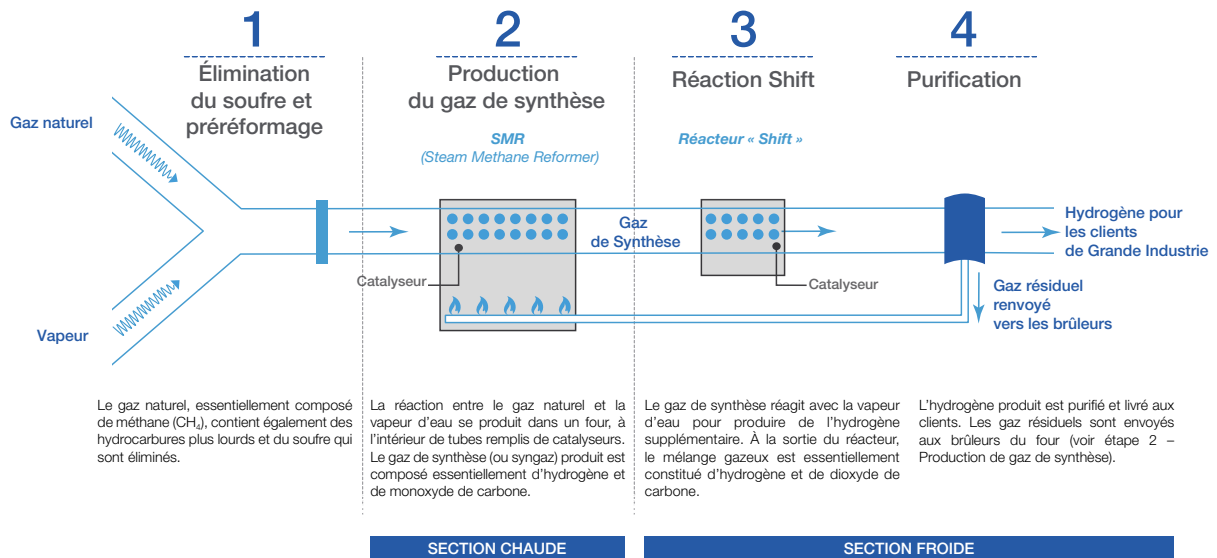 1
Élimination
du soufre et
préréformage
2
Production
du gaz de synthèse
SMR
(Steam Methane Reformer)
3
Réaction Shift
Réacteur « Shift »
4
Purification
Gaz naturel
Vapeur
Catalyseur
Gaz
de Synthèse
Catalyseur
Hydrogène pour
les clients
de Grande Industrie
Gaz résiduel
renvoyé
vers les brûleurs
Le gaz naturel, essentiellement composé
de méthane (CH₄), contient également des
hydrocarbures plus lourds et du soufre qui
sont éliminés.
La réaction entre le gaz naturel et la
vapeur d’eau se produit dans un four, à
l’intérieur de tubes remplis de catalyseurs.
Le gaz de synthèse (ou syngaz) produit est
composé essentiellement d’hydrogène et
de monoxyde de carbone.
Le gaz de synthèse réagit avec la vapeur
d’eau pour produire de l’hydrogène
supplémentaire. À la sortie du réacteur,
le mélange gazeux est essentiellement
constitué d’hydrogène et de dioxyde de
carbone.
L’hydrogène produit est purifié et livré aux
clients. Les gaz résiduels sont envoyés
aux brûleurs du four (voir étape 2 –
Production de gaz de synthèse).
SECTION CHAUDE
SECTION FROIDE